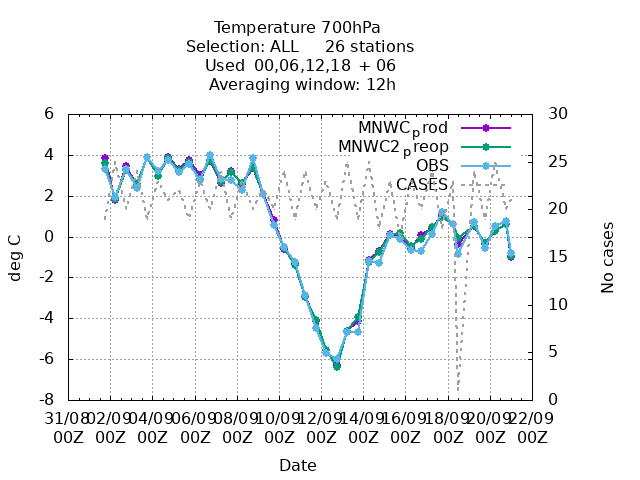 Temperature 700hPa
Selection: ALL 26 stations
Used 00,06,12,18 + 06
Averaging window: 12h
6 30
MNWCprod
MNWC2preop
4 25
OBS
CASES
2 20
0 15
-2
-4 10
-6 5
-8 0
deg C
No cases
31/08 02/09 04/09 06/09 08/09 10/09 12/09 14/09 16/09 18/09 20/09 22/09
00Z 00Z 00Z 00Z 00Z 00Z 00Z 00Z 00Z 00Z 00Z 00Z
Date